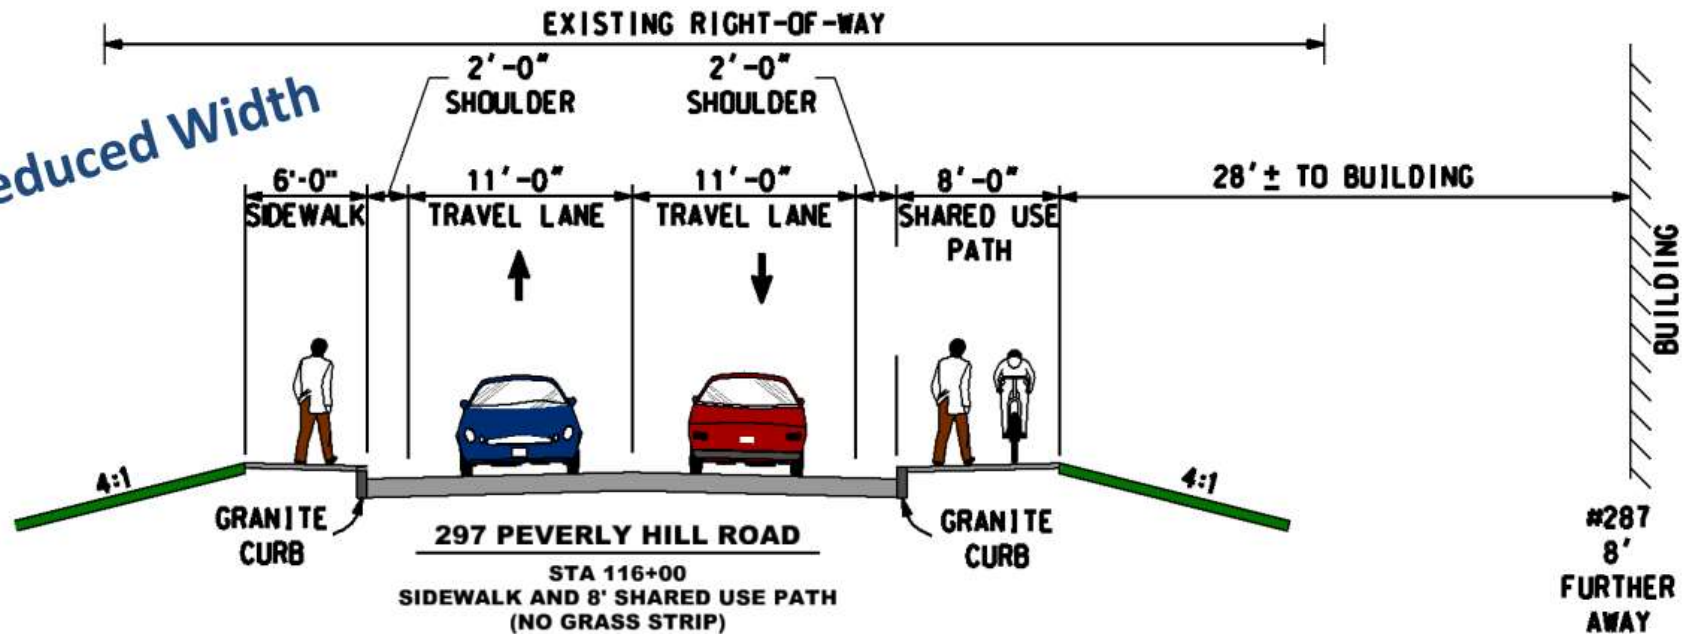 EXISTING RIGHT-OF-WAY
educed Width
2'-0"
SHOULDER
2'-0"
SHOULDER
6'-0"
SIDEWALK
11'-0"
TRAVEL LANE
11'-0"
TRAVEL LANE
8'-0"
SHARED USE
PATH
28'± TO BUILDING
BUILDING
4:1
4:1
GRANITE
CURB
GRANITE
CURB
297 PEVERLY HILL ROAD
STA 116+00
SIDEWALK AND 8' SHARED USE PATH
(NO GRASS STRIP)
#287
8'
FURTHER
AWAY